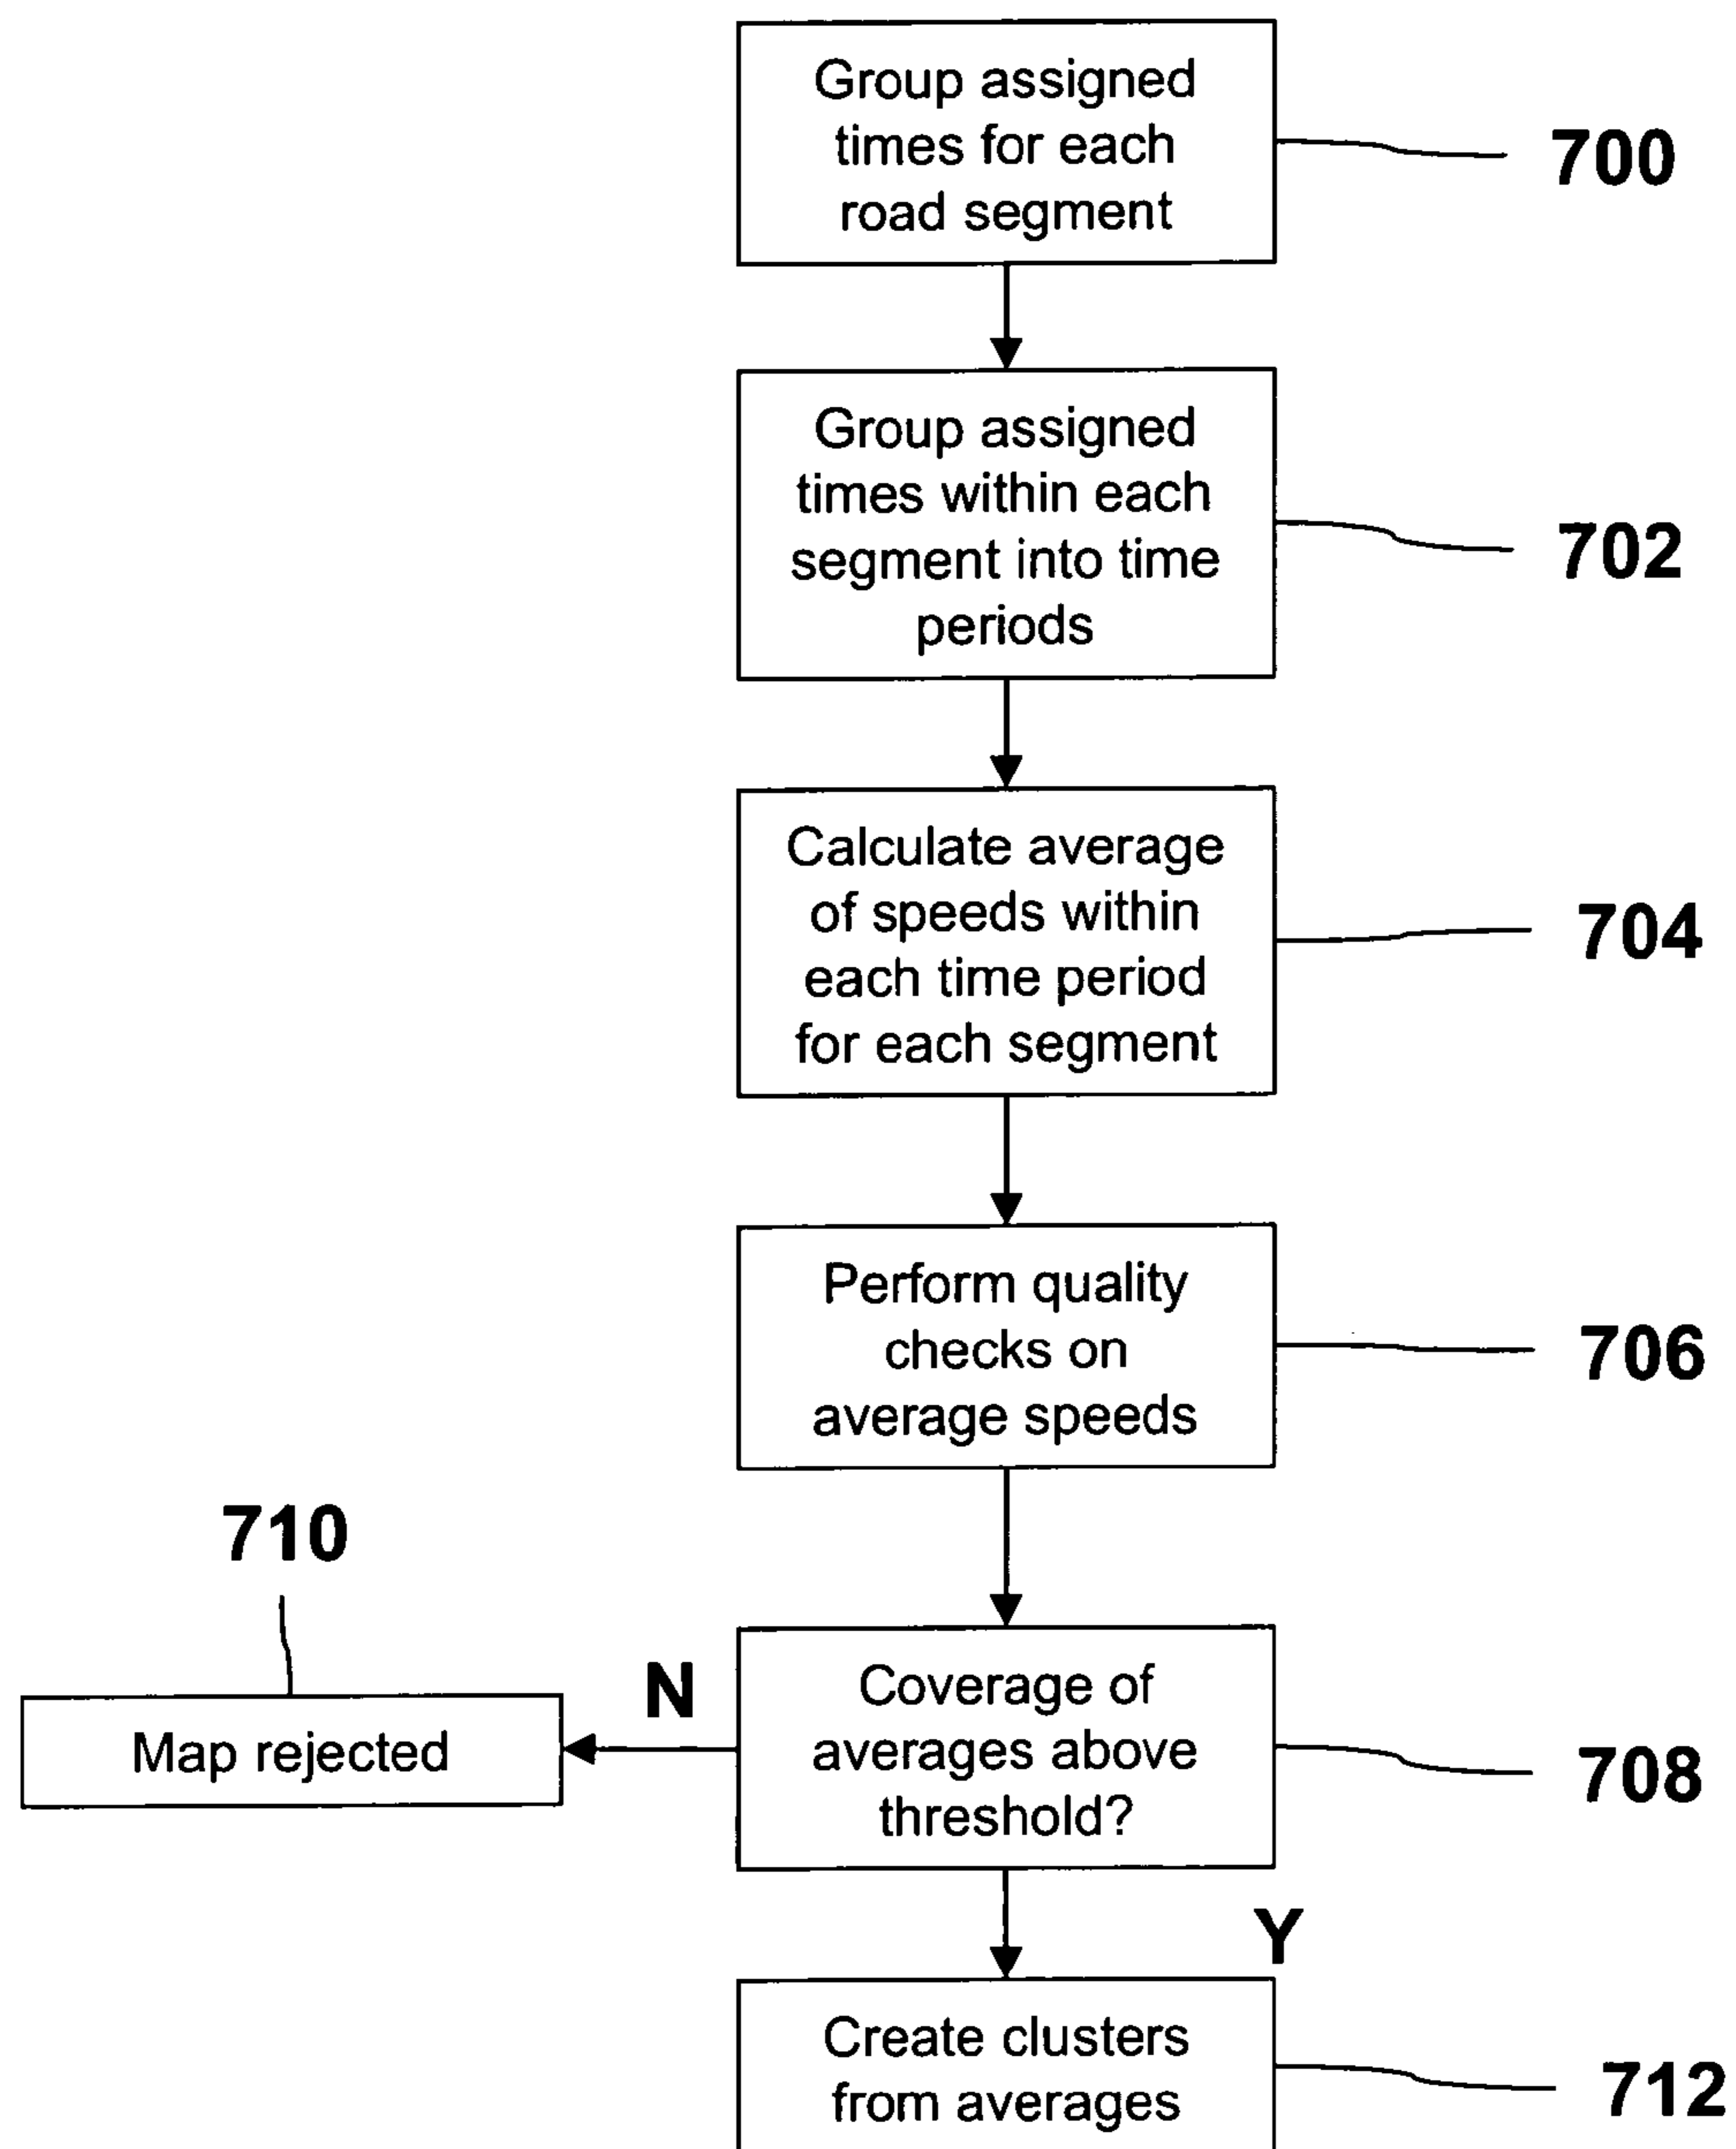 Group assigned
times for each
road segment
700
Group assigned
times within each
segment into time
periods
702
Calculate average
of speeds within
each time period
for each segment
704
Perform quality
checks on
average speeds
706
710
Map rejected
N
Coverage of
averages above
threshold?
708
Y
Create clusters
from averages
712